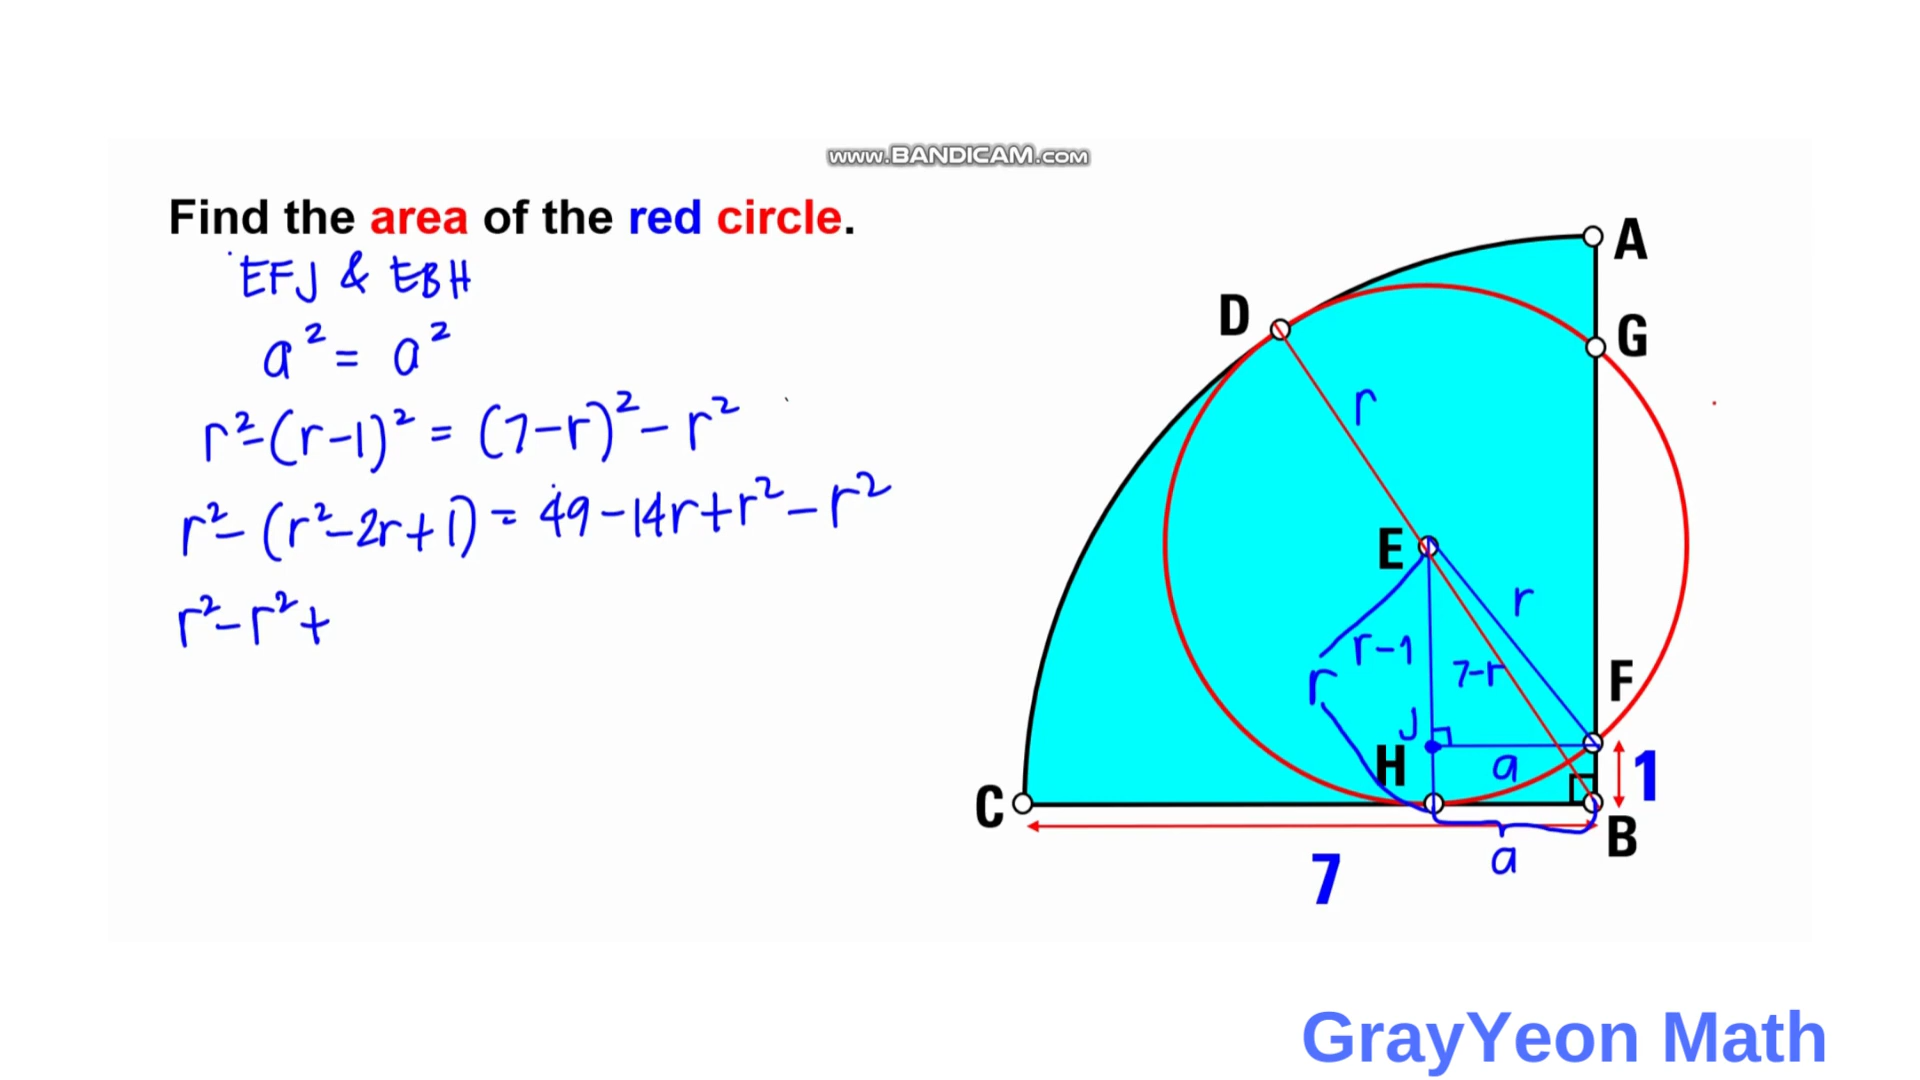 www.BANDICAM.com
Find the area of the red circle.
EFJ & EBH
a² = a²
r²-(r-1)² = (7-r)² - r²
r²-(r²-2r+1) = 49-14r+r²-r²
r²-r²+
A
D
G
r
E
r
r-1
7-r
r
F
J
H
a
1
C
B
7
a
GrayYeon Math